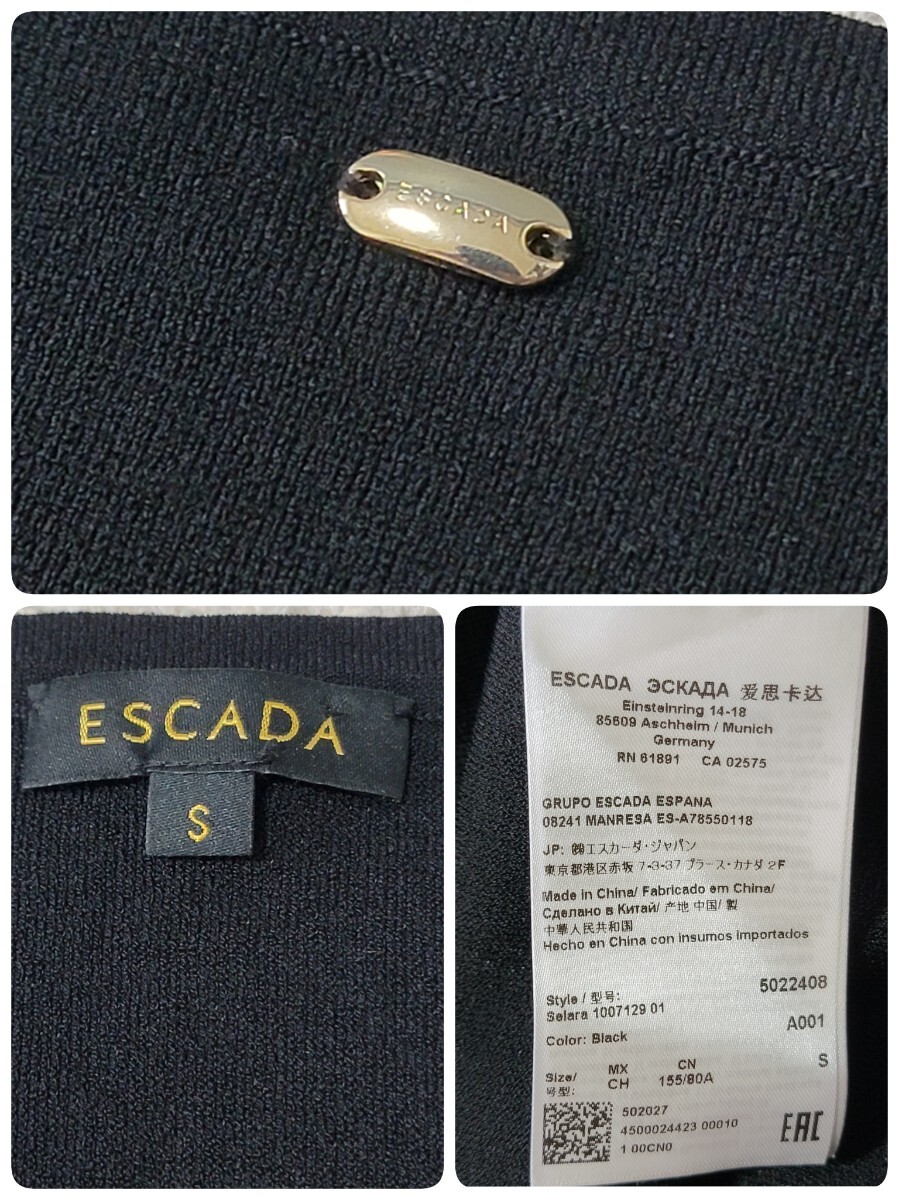 ESCADA
ESCADA
S
ESCADA ЭСКАДА 爱思卡达
Einsteinring 14-18
85609 Aschheim / Munich
Germany
RN 61891 CA 02575
GRUPO ESCADA ESPANA
08241 MANRESA ES-A78550118
JP: ㈱エスカーダ・ジャパン
東京都港区赤坂 7-3-37 プラース・カナダ 2F
Made in China/ Fabricado em China/
Сделано в Китай/ 产地 中国/ 製
中華人民共和国
Hecho en China con insumos importados
5022408
Style / 型号:
Selara 1007129 01
A001
Color: Black
S
Size/ MX CN
号型: CH 155/80A
502027
4500024423 00010
1 00CN0
EAC